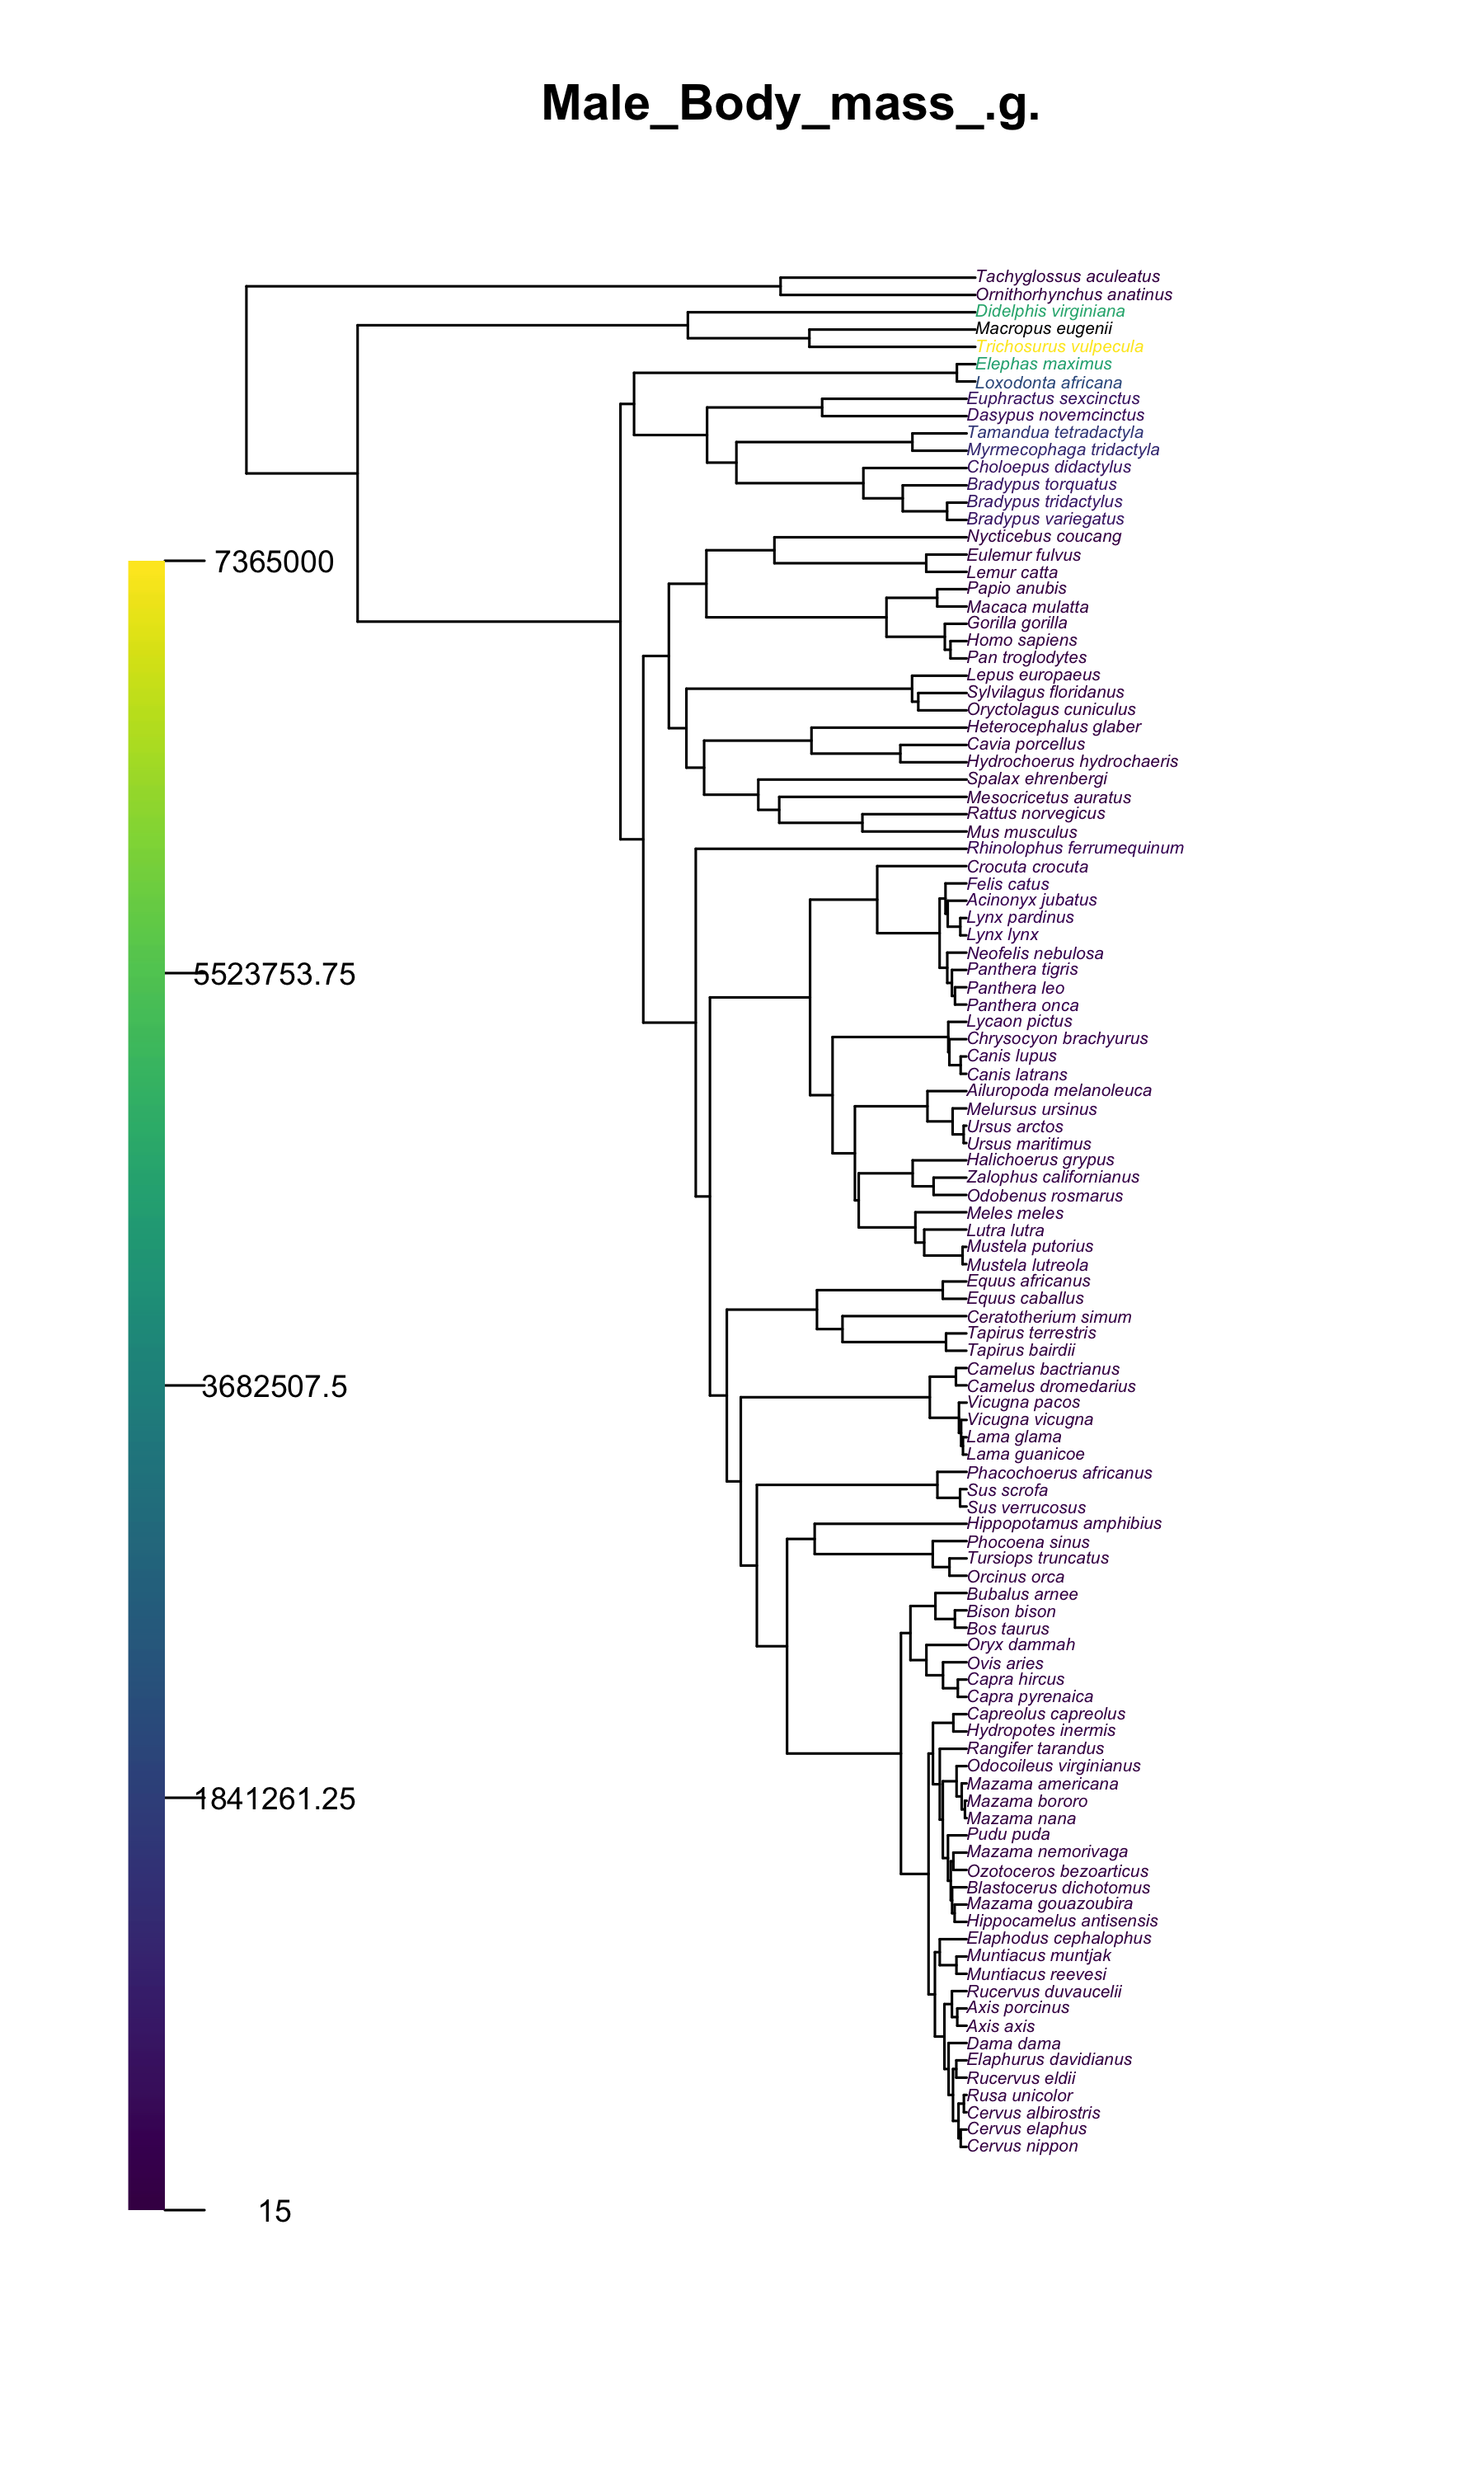 Male_Body_mass_.g.
Tachyglossus aculeatus
Ornithorhynchus anatinus
Didelphis virginiana
Macropus eugenii
Trichosurus vulpecula
Elephas maximus
Loxodonta africana
Euphractus sexcinctus
Dasypus novemcinctus
Tamandua tetradactyla
Myrmecophaga tridactyla
Choloepus didactylus
Bradypus torquatus
Bradypus tridactylus
Bradypus variegatus
Nycticebus coucang
Eulemur fulvus
Lemur catta
Papio anubis
Macaca mulatta
Gorilla gorilla
Homo sapiens
Pan troglodytes
Lepus europaeus
Sylvilagus floridanus
Oryctolagus cuniculus
Heterocephalus glaber
Cavia porcellus
Hydrochoerus hydrochaeris
Spalax ehrenbergi
Mesocricetus auratus
Rattus norvegicus
Mus musculus
Rhinolophus ferrumequinum
Crocuta crocuta
Felis catus
Acinonyx jubatus
Lynx pardinus
Lynx lynx
Neofelis nebulosa
Panthera tigris
Panthera leo
Panthera onca
Lycaon pictus
Chrysocyon brachyurus
Canis lupus
Canis latrans
Ailuropoda melanoleuca
Melursus ursinus
Ursus arctos
Ursus maritimus
Halichoerus grypus
Zalophus californianus
Odobenus rosmarus
Meles meles
Lutra lutra
Mustela putorius
Mustela lutreola
Equus africanus
Equus caballus
Ceratotherium simum
Tapirus terrestris
Tapirus bairdii
Camelus bactrianus
Camelus dromedarius
Vicugna pacos
Vicugna vicugna
Lama glama
Lama guanicoe
Phacochoerus africanus
Sus scrofa
Sus verrucosus
Hippopotamus amphibius
Phocoena sinus
Tursiops truncatus
Orcinus orca
Bubalus arnee
Bison bison
Bos taurus
Oryx dammah
Ovis aries
Capra hircus
Capra pyrenaica
Capreolus capreolus
Hydropotes inermis
Rangifer tarandus
Odocoileus virginianus
Mazama americana
Mazama bororo
Mazama nana
Pudu puda
Mazama nemorivaga
Ozotoceros bezoarticus
Blastocerus dichotomus
Mazama gouazoubira
Hippocamelus antisensis
Elaphodus cephalophus
Muntiacus muntjak
Muntiacus reevesi
Rucervus duvaucelii
Axis porcinus
Axis axis
Dama dama
Elaphurus davidianus
Rucervus eldii
Rusa unicolor
Cervus albirostris
Cervus elaphus
Cervus nippon
7365000
5523753.75
3682507.5
1841261.25
15